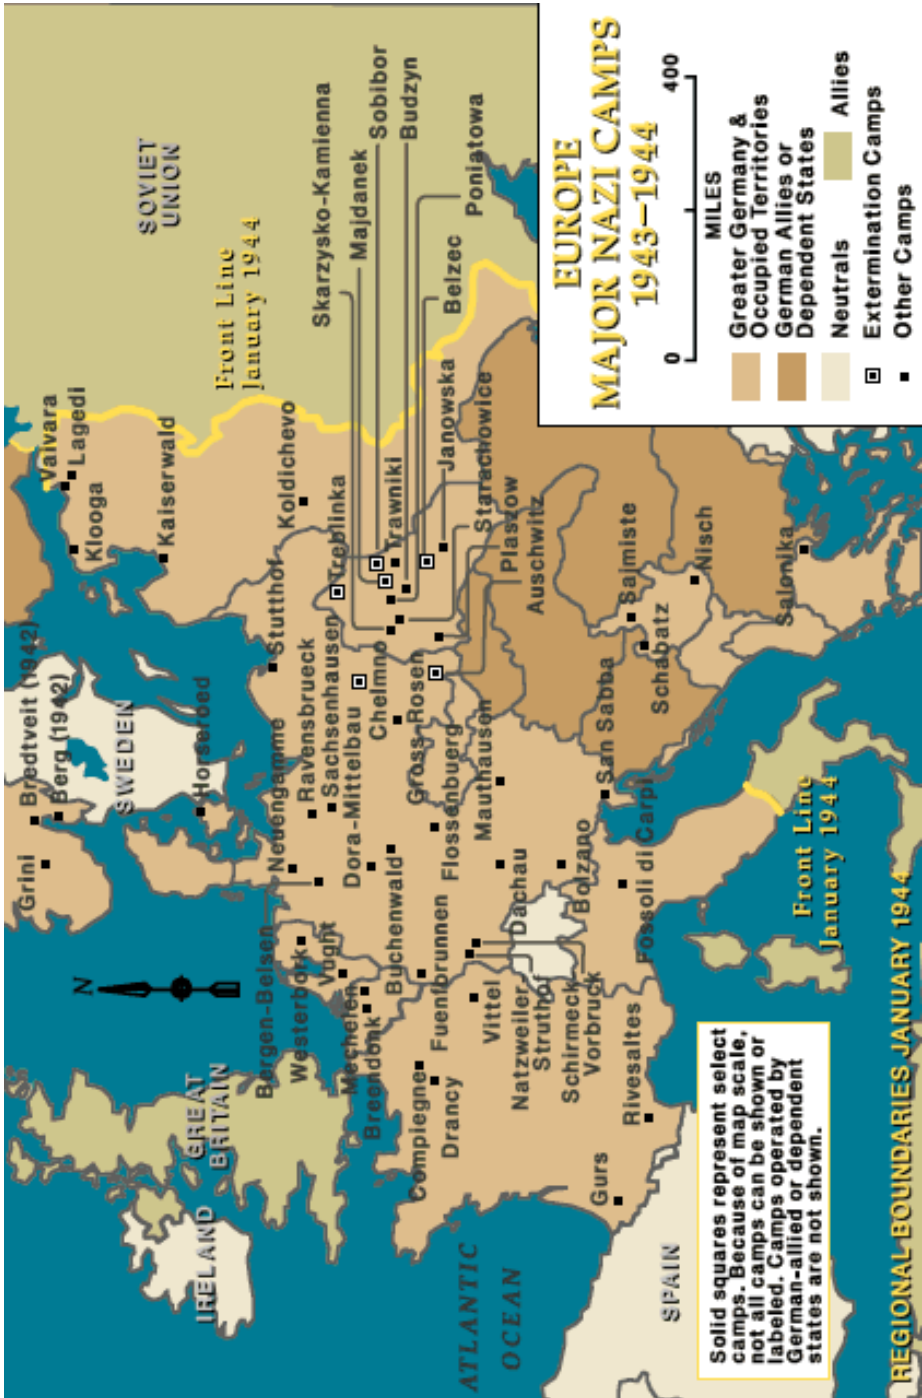 EUROPE
MAJOR NAZI CAMPS
1943–1944
0
400
MILES
Greater Germany &
Occupied Territories
German Allies or
Dependent States
Neutrals
Allies
Extermination Camps
Other Camps
Grini
Bredtveit (1942)
Berg (1942)
SWEDEN
Horseroed
Vaivara
Lagedi
Klooga
Kaiserwald
SOVIET
UNION
Front Line
January 1944
Koldichevo
Stutthof
Treblinka
Trawniki
Skarzysko-Kamienna
Majdanek
Sobibor
Budzyn
Poniatowa
Belzec
Janowska
Starachowice
Plaszow
Auschwitz
N
GREAT
BRITAIN
IRELAND
Neuengamme
Ravensbrueck
Sachsenhausen
Dora-Mittelbau
Chelmno
Gross-Rosen
Bergen-Belsen
Westerbork
Vught
Mechelen
Breendonk
Buchenwald
Flossenbuerg
Mauthausen
Fuenfbrunnen
Compiegne
Drancy
Vittel
Dachau
Natzweiler-
Struthof
Schirmeck-
Vorbruck
Bolzano
San Sabba
Fossoli di Carpi
Sajmiste
Schabatz
Nisch
Salonika
Rivesaltes
Gurs
ATLANTIC
OCEAN
SPAIN
Front Line
January 1944
Solid squares represent select
camps. Because of map scale,
not all camps can be shown or
labeled. Camps operated by
German-allied or dependent
states are not shown.
REGIONAL BOUNDARIES JANUARY 1944